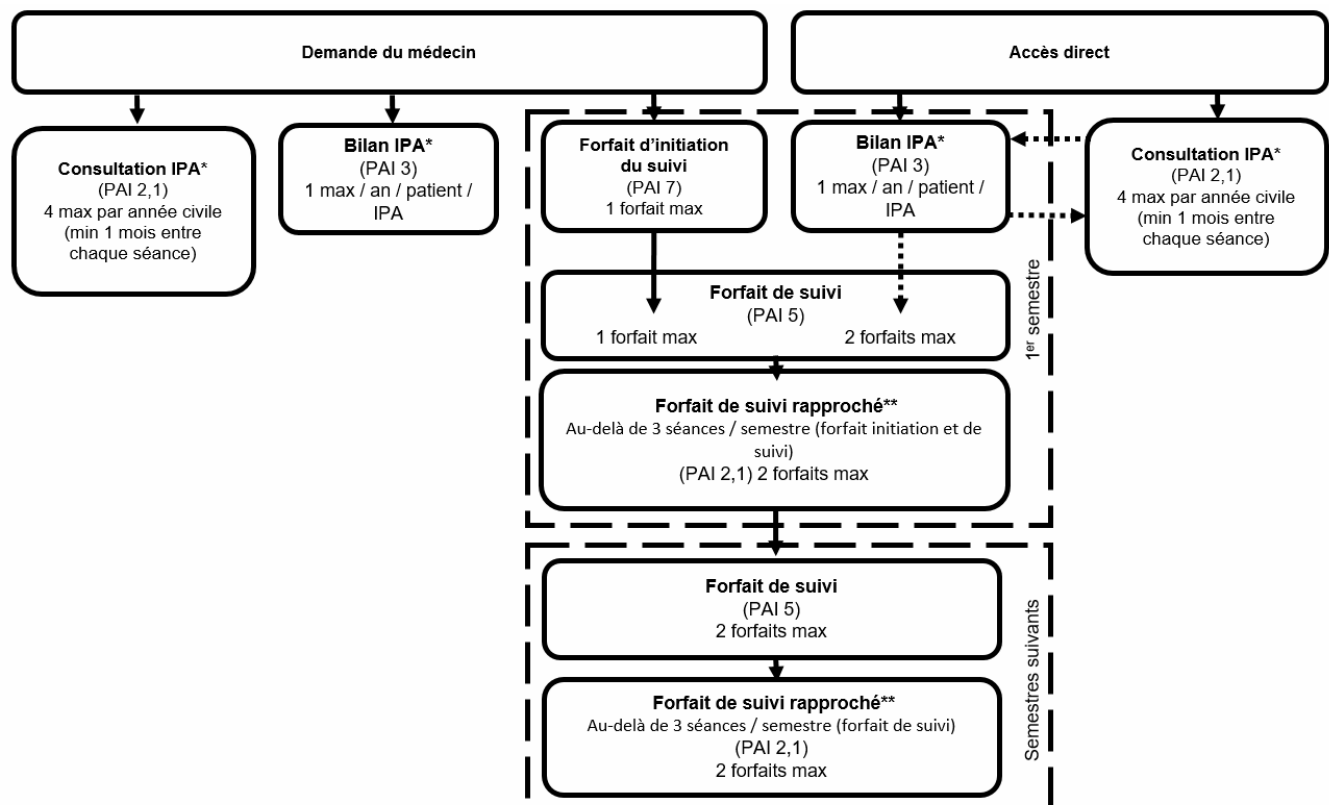 Demande du médecin
Accès direct
Consultation IPA*
(PAI 2,1)
4 max par année civile
(min 1 mois entre
chaque séance)
Bilan IPA*
(PAI 3)
1 max / an / patient /
IPA
Forfait d'initiation
du suivi
(PAI 7)
1 forfait max
Bilan IPA*
(PAI 3)
1 max / an / patient /
IPA
Consultation IPA*
(PAI 2,1)
4 max par année civile
(min 1 mois entre
chaque séance)
1er semestre
Forfait de suivi
(PAI 5)
1 forfait max
2 forfaits max
Forfait de suivi rapproché**
Au-delà de 3 séances / semestre (forfait initiation et de
suivi)
(PAI 2,1) 2 forfaits max
Semestres suivants
Forfait de suivi
(PAI 5)
2 forfaits max
Forfait de suivi rapproché**
Au-delà de 3 séances / semestre (forfait de suivi)
(PAI 2,1)
2 forfaits max